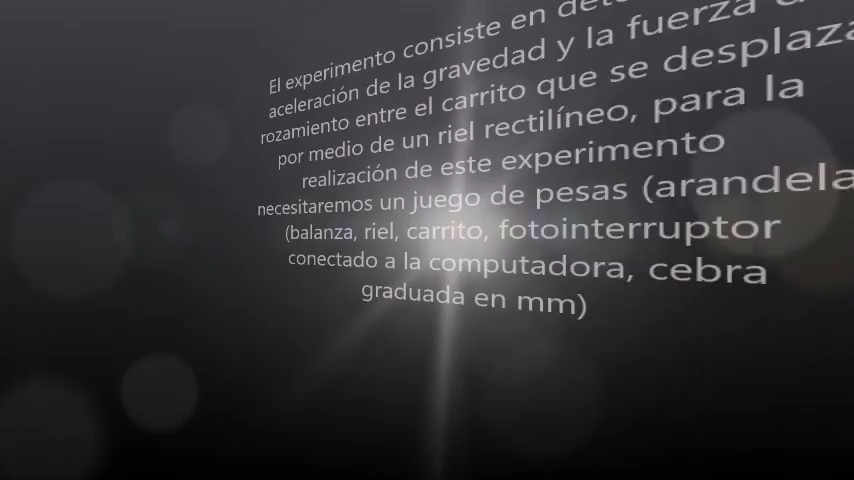 El experimento consiste en
aceleración de la gravedad y la fuerza
rozamiento entre el carrito que se desplaza
por medio de un riel rectilíneo, para la
realización de este experimento
necesitaremos un juego de pesas (arandela
(balanza, riel, carrito, fotointerruptor
conectado a la computadora, cebra
graduada en mm)